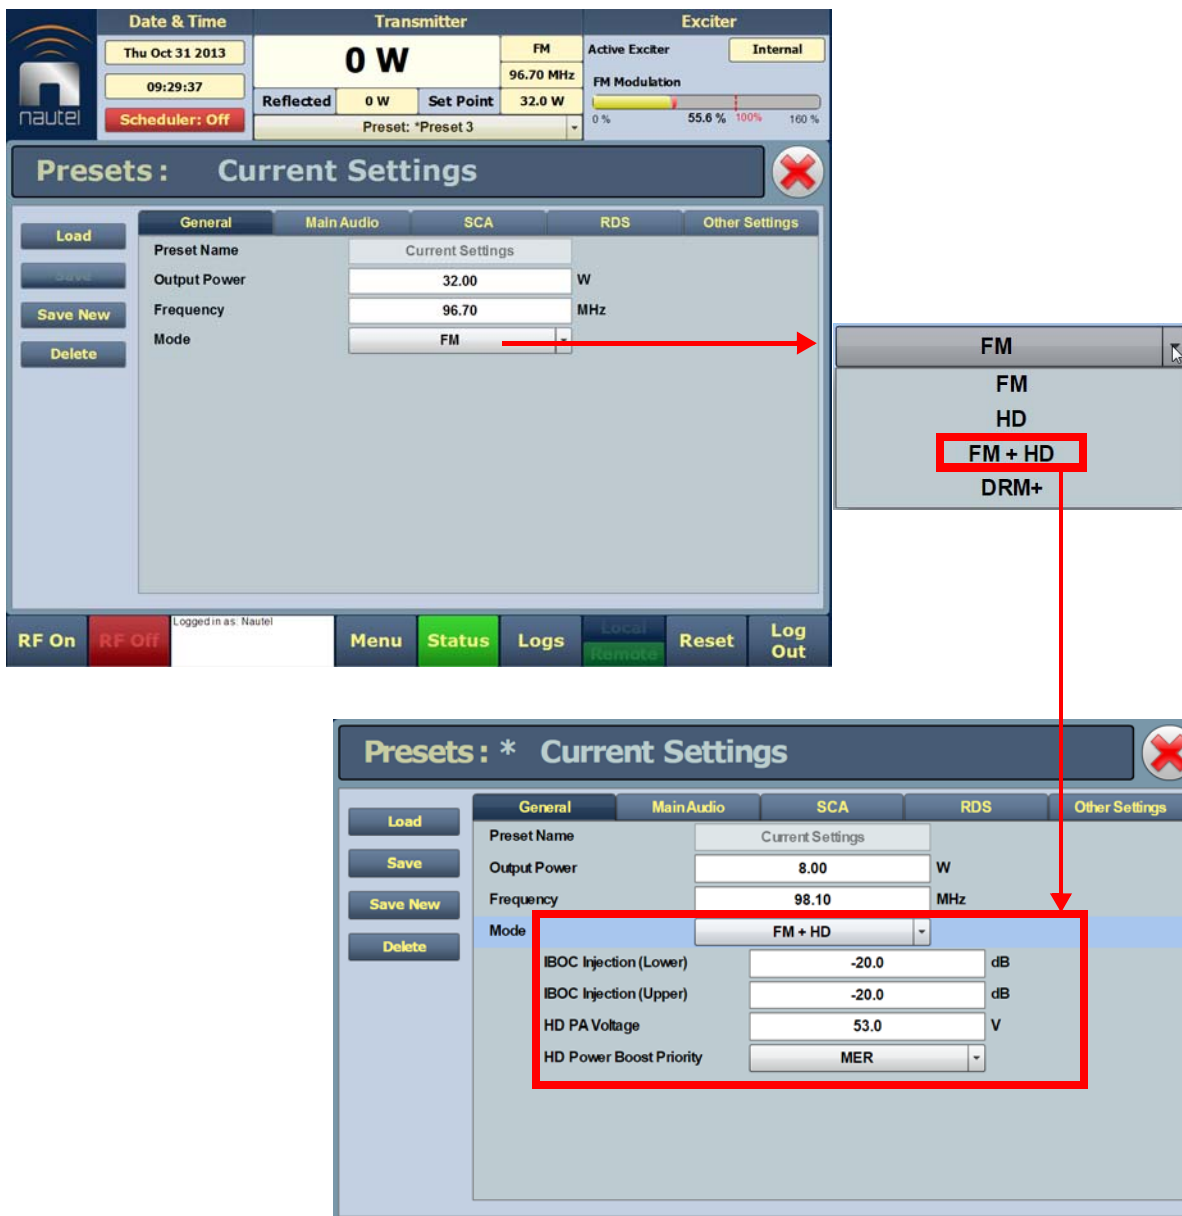 Date & Time
Transmitter
Exciter
nautel
Thu Oct 31 2013
09:29:37
Scheduler: Off
0 W
FM
96.70 MHz
Reflected 0 W Set Point 32.0 W
Preset: *Preset 3
Active Exciter Internal
FM Modulation
0 % 55.6 % 100% 160 %
Presets: Current Settings
Load
Save
Save New
Delete
General Main Audio SCA RDS Other Settings
Preset Name Current Settings
Output Power 32.00 W
Frequency 96.70 MHz
Mode FM
FM
FM
HD
FM + HD
DRM+
RF On RF Off Logged in as: Nautel Menu Status Logs Local Remote Reset Log Out
Presets: * Current Settings
Load
Save
Save New
Delete
General Main Audio SCA RDS Other Settings
Preset Name Current Settings
Output Power 8.00 W
Frequency 98.10 MHz
Mode FM + HD
IBOC Injection (Lower) -20.0 dB
IBOC Injection (Upper) -20.0 dB
HD PA Voltage 53.0 V
HD Power Boost Priority MER